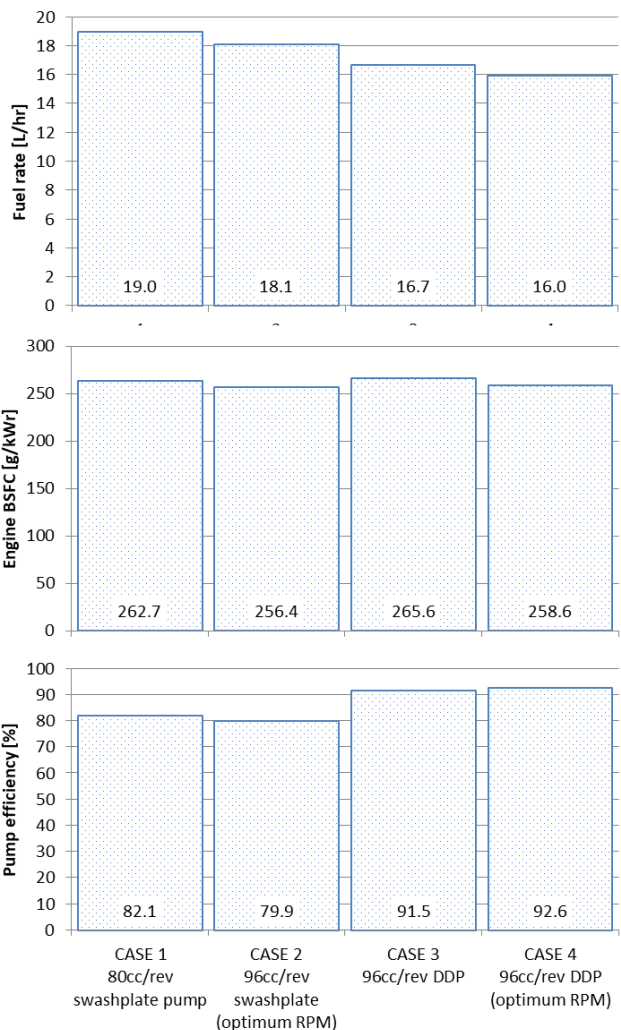 20
18
16
14
12
10
8
6
4
2
0
Fuel rate [L/hr]
19.0 18.1 16.7 16.0
300
250
200
150
100
50
0
Engine BSFC [g/kWr]
262.7 256.4 265.6 258.6
100
90
80
70
60
50
40
30
20
10
0
Pump efficiency [%]
82.1 79.9 91.5 92.6
CASE 1
80cc/rev
swashplate pump
CASE 2
96cc/rev
swashplate
(optimum RPM)
CASE 3
96cc/rev DDP
CASE 4
96cc/rev DDP
(optimum RPM)